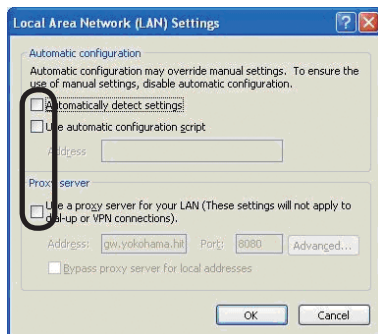 Local Area Network (LAN) Settings
Automatic configuration
Automatic configuration may override manual settings. To ensure the
use of manual settings, disable automatic configuration.
Automatically detect settings
Use automatic configuration script
Address
Proxy server
Use a proxy server for your LAN (These settings will not apply to
dial-up or VPN connections).
Address: gw.yokohama.hit Port: 8080 Advanced...
Bypass proxy server for local addresses
OK Cancel